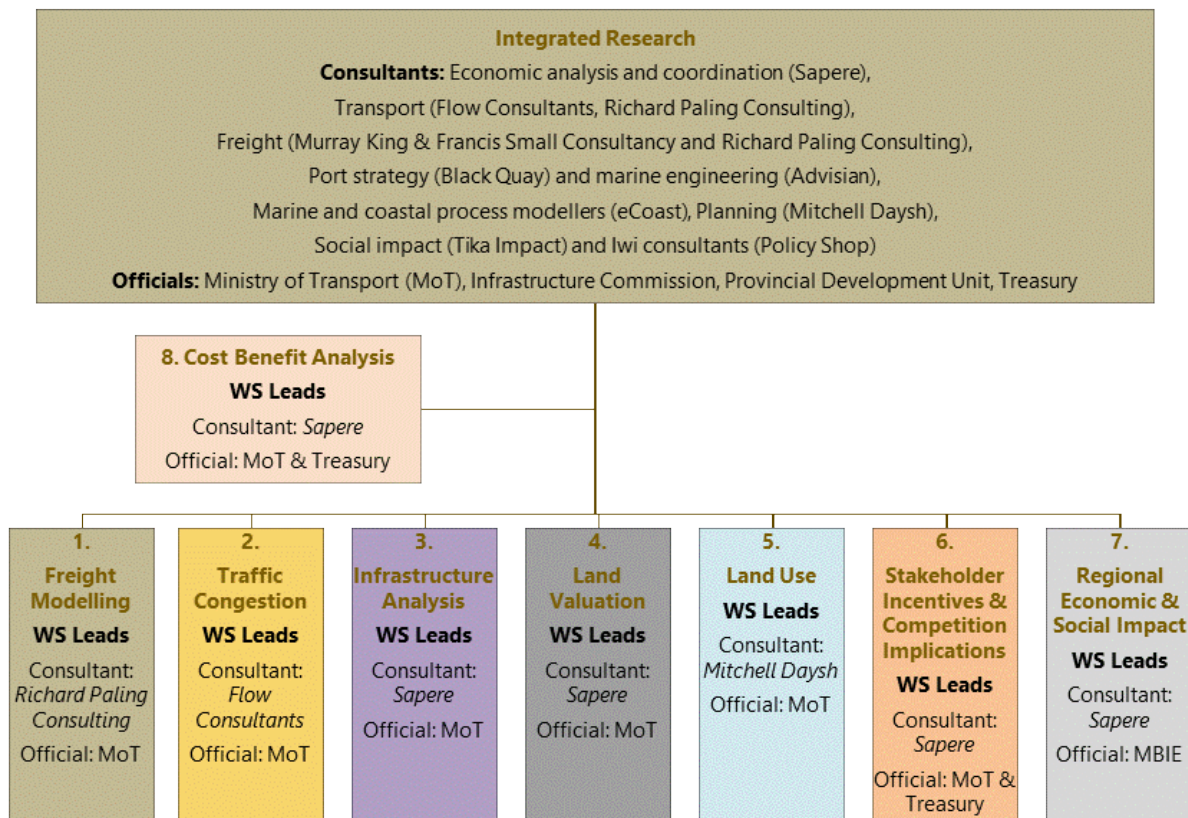 Integrated Research
Consultants: Economic analysis and coordination (Sapere),
Transport (Flow Consultants, Richard Paling Consulting),
Freight (Murray King & Francis Small Consultancy and Richard Paling Consulting),
Port strategy (Black Quay) and marine engineering (Advisian),
Marine and coastal process modellers (eCoast), Planning (Mitchell Daysh),
Social impact (Tika Impact) and Iwi consultants (Policy Shop)
Officials: Ministry of Transport (MoT), Infrastructure Commission, Provincial Development Unit, Treasury
8. Cost Benefit Analysis
WS Leads
Consultant: Sapere
Official: MoT & Treasury
1.
Freight
Modelling
WS Leads
Consultant:
Richard Paling
Consulting
Official: MoT
2.
Traffic
Congestion
WS Leads
Consultant:
Flow
Consultants
Official: MoT
3.
Infrastructure
Analysis
WS Leads
Consultant:
Sapere
Official: MoT
4.
Land
Valuation
WS Leads
Consultant:
Sapere
Official: MoT
5.
Land Use
WS Leads
Consultant:
Mitchell Daysh
Official: MoT
6.
Stakeholder
Incentives &
Competition
Implications
WS Leads
Consultant:
Sapere
Official: MoT &
Treasury
7.
Regional
Economic &
Social Impact
WS Leads
Consultant:
Sapere
Official: MBIE